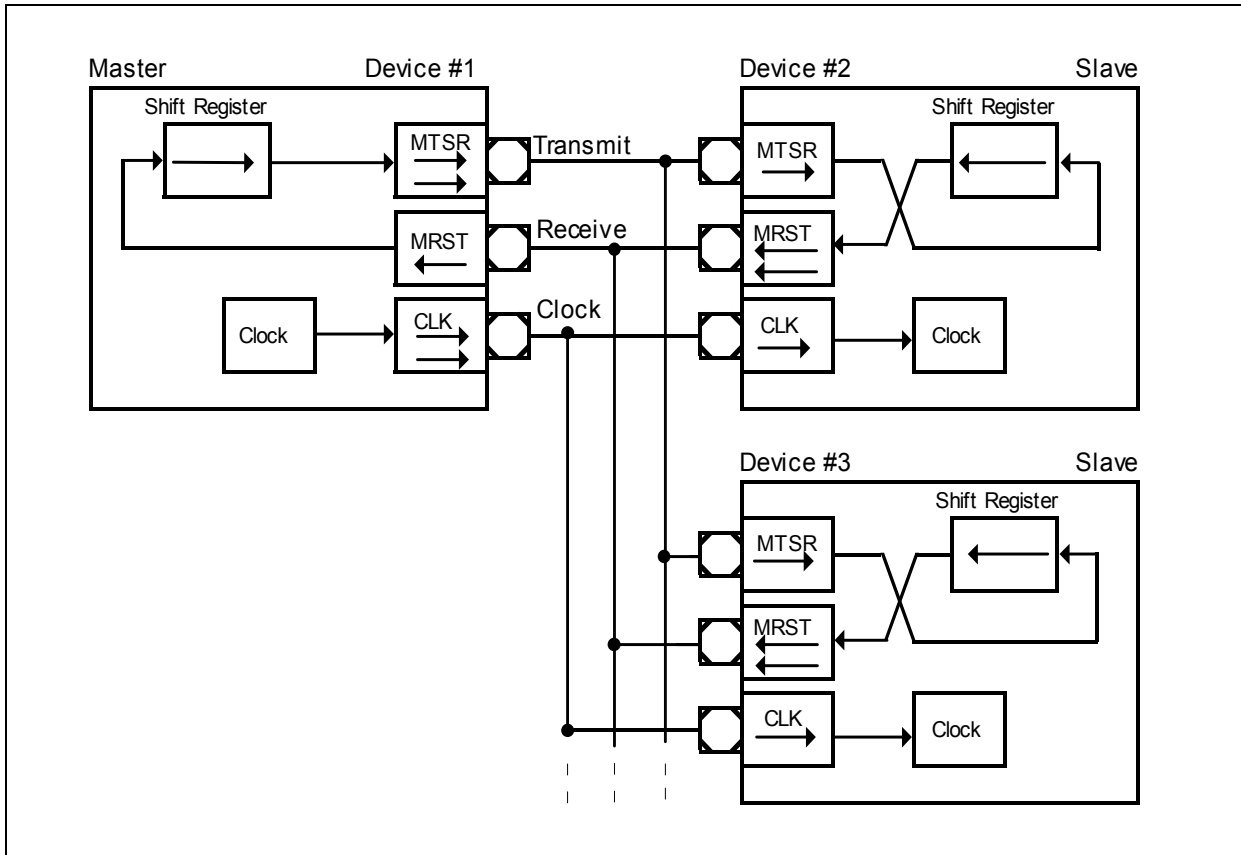 Master Device #1
Shift Register
MTSR
MRST
Clock
CLK
Transmit
Receive
Clock
Device #2 Slave
Shift Register
MTSR
MRST
CLK
Clock
Device #3 Slave
Shift Register
MTSR
MRST
CLK
Clock